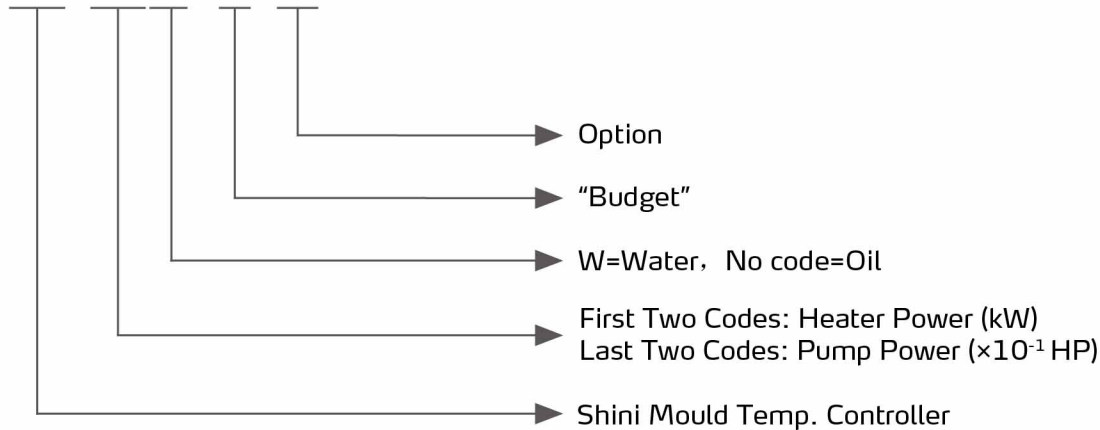 Option
“Budget”
W=Water，No code=Oil
First Two Codes: Heater Power (kW)
Last Two Codes: Pump Power (×10⁻¹ HP)
Shini Mould Temp. Controller